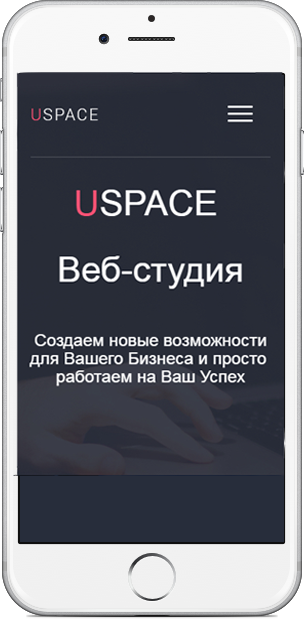 USPACE
USPACE
Веб-студия
Создаем новые возможности
для Вашего Бизнеса и просто
работаем на Ваш Успех